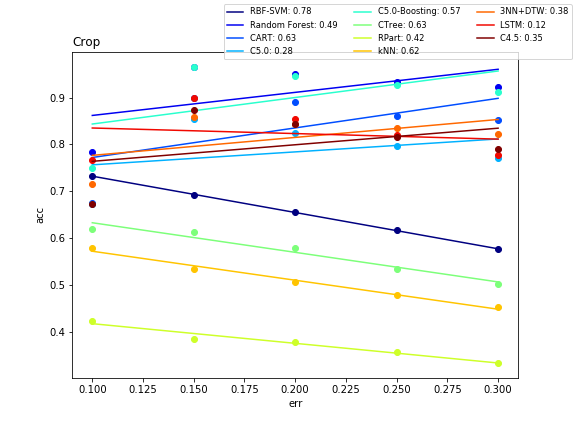 RBF-SVM: 0.78
Random Forest: 0.49
CART: 0.63
C5.0: 0.28
C5.0-Boosting: 0.57
CTree: 0.63
RPart: 0.42
kNN: 0.62
3NN+DTW: 0.38
LSTM: 0.12
C4.5: 0.35
Crop
acc
0.9
0.8
0.7
0.6
0.5
0.4
0.100
0.125
0.150
0.175
0.200
0.225
0.250
0.275
0.300
err